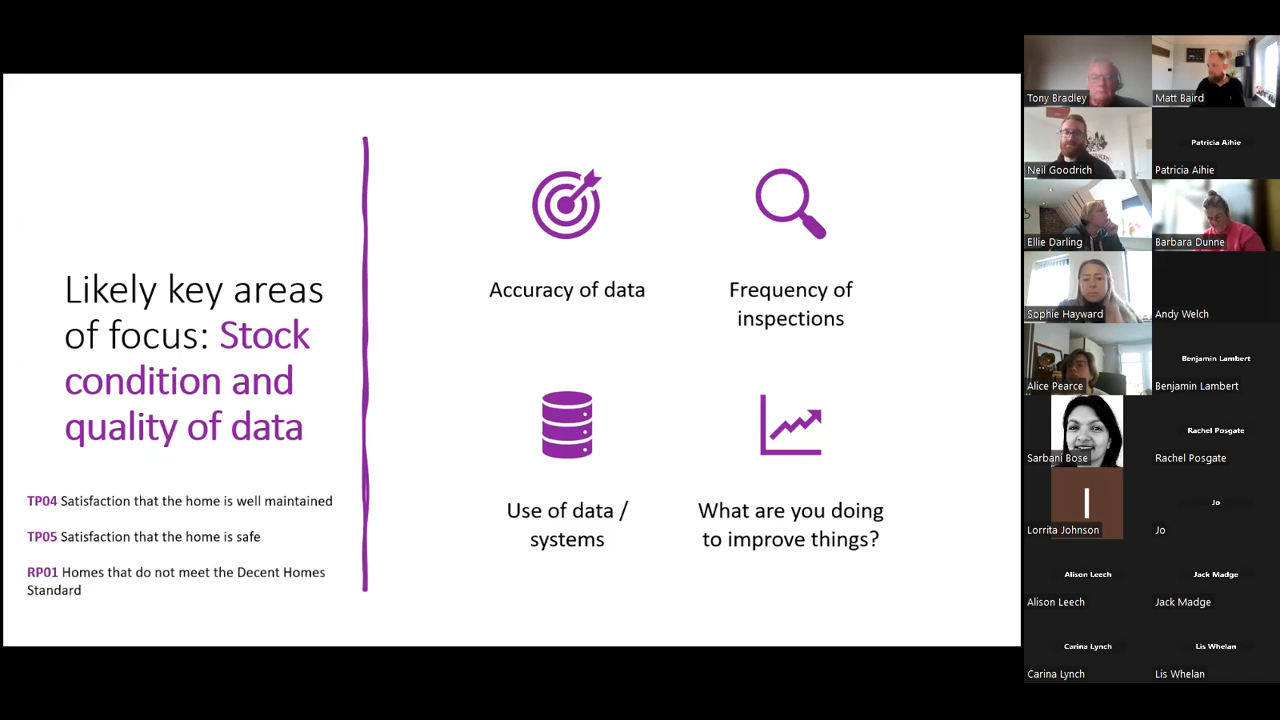 Likely key areas
of focus: Stock
condition and
quality of data
TP04 Satisfaction that the home is well maintained
TP05 Satisfaction that the home is safe
RP01 Homes that do not meet the Decent Homes
Standard
Accuracy of data
Frequency of
inspections
Use of data /
systems
What are you doing
to improve things?
Tony Bradley
Matt Baird
Neil Goodrich
Patricia Aihie
Patricia Aihie
Ellie Darling
Barbara Dunne
Sophie Hayward
Andy Welch
Alice Pearce
Benjamin Lambert
Benjamin Lambert
Sarbani Bose
Rachel Posgate
Rachel Posgate
I
Lorrita Johnson
Jo
Jo
Alison Leech
Alison Leech
Jack Madge
Jack Madge
Carina Lynch
Carina Lynch
Lis Whelan
Lis Whelan